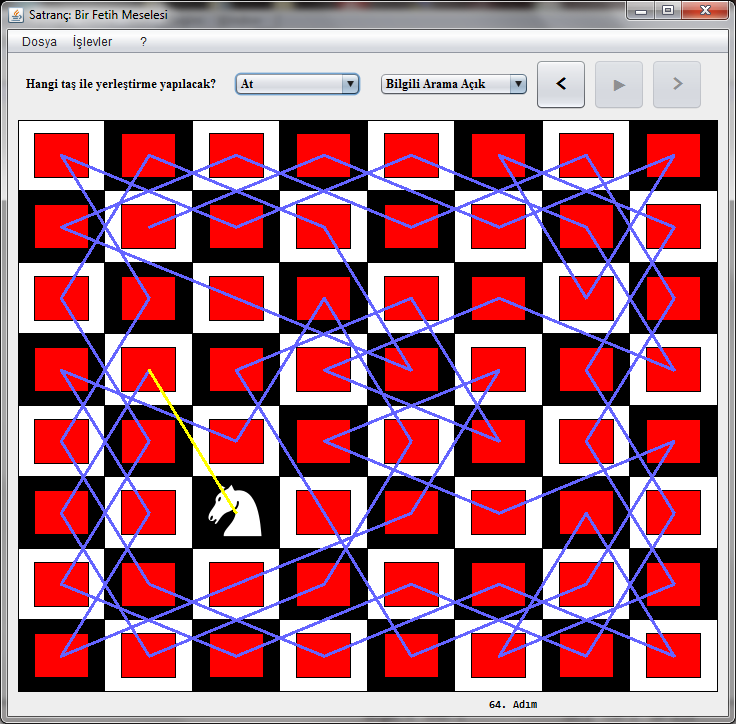 Satranç: Bir Fetih Meselesi
Dosya İşlevler ?
Hangi taş ile yerleştirme yapılacak? At Bilgili Arama Açık < ▶ >
64. Adım